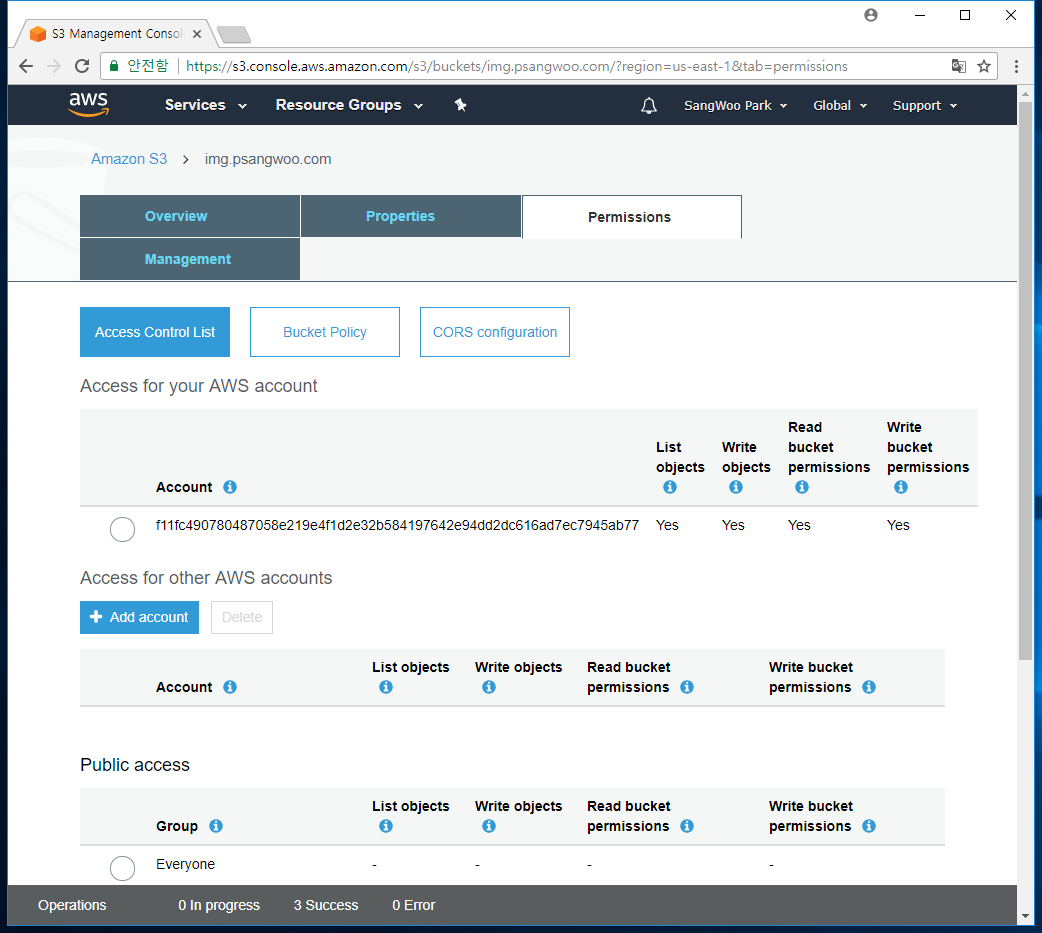 S3 Management Consol
안전함 https://s3.console.aws.amazon.com/s3/buckets/img.psangwoo.com/?region=us-east-1&tab=permissions
aws Services Resource Groups SangWoo Park Global Support
Amazon S3 > img.psangwoo.com
Overview Properties Permissions
Management
Access Control List Bucket Policy CORS configuration
Access for your AWS account
Account List objects Write objects Read bucket permissions Write bucket permissions
f11fc490780487058e219e4f1d2e32b584197642e94dd2dc616ad7ec7945ab77 Yes Yes Yes Yes
Access for other AWS accounts
+ Add account Delete
Account List objects Write objects Read bucket permissions Write bucket permissions
Public access
Group List objects Write objects Read bucket permissions Write bucket permissions
Everyone - - - -
Operations 0 In progress 3 Success 0 Error